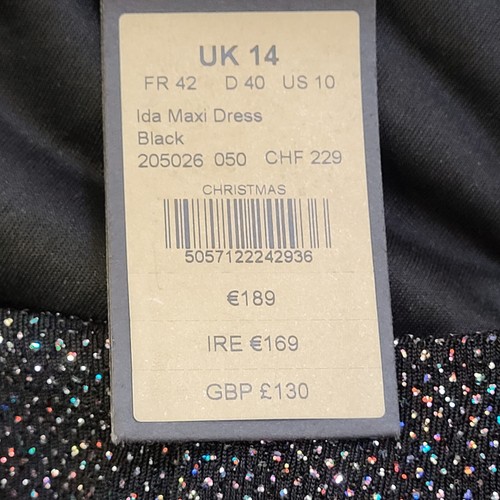 UK 14
FR 42 D 40 US 10
Ida Maxi Dress
Black
205026 050 CHF 229
CHRISTMAS
5057122242936
€189
IRE €169
GBP £130